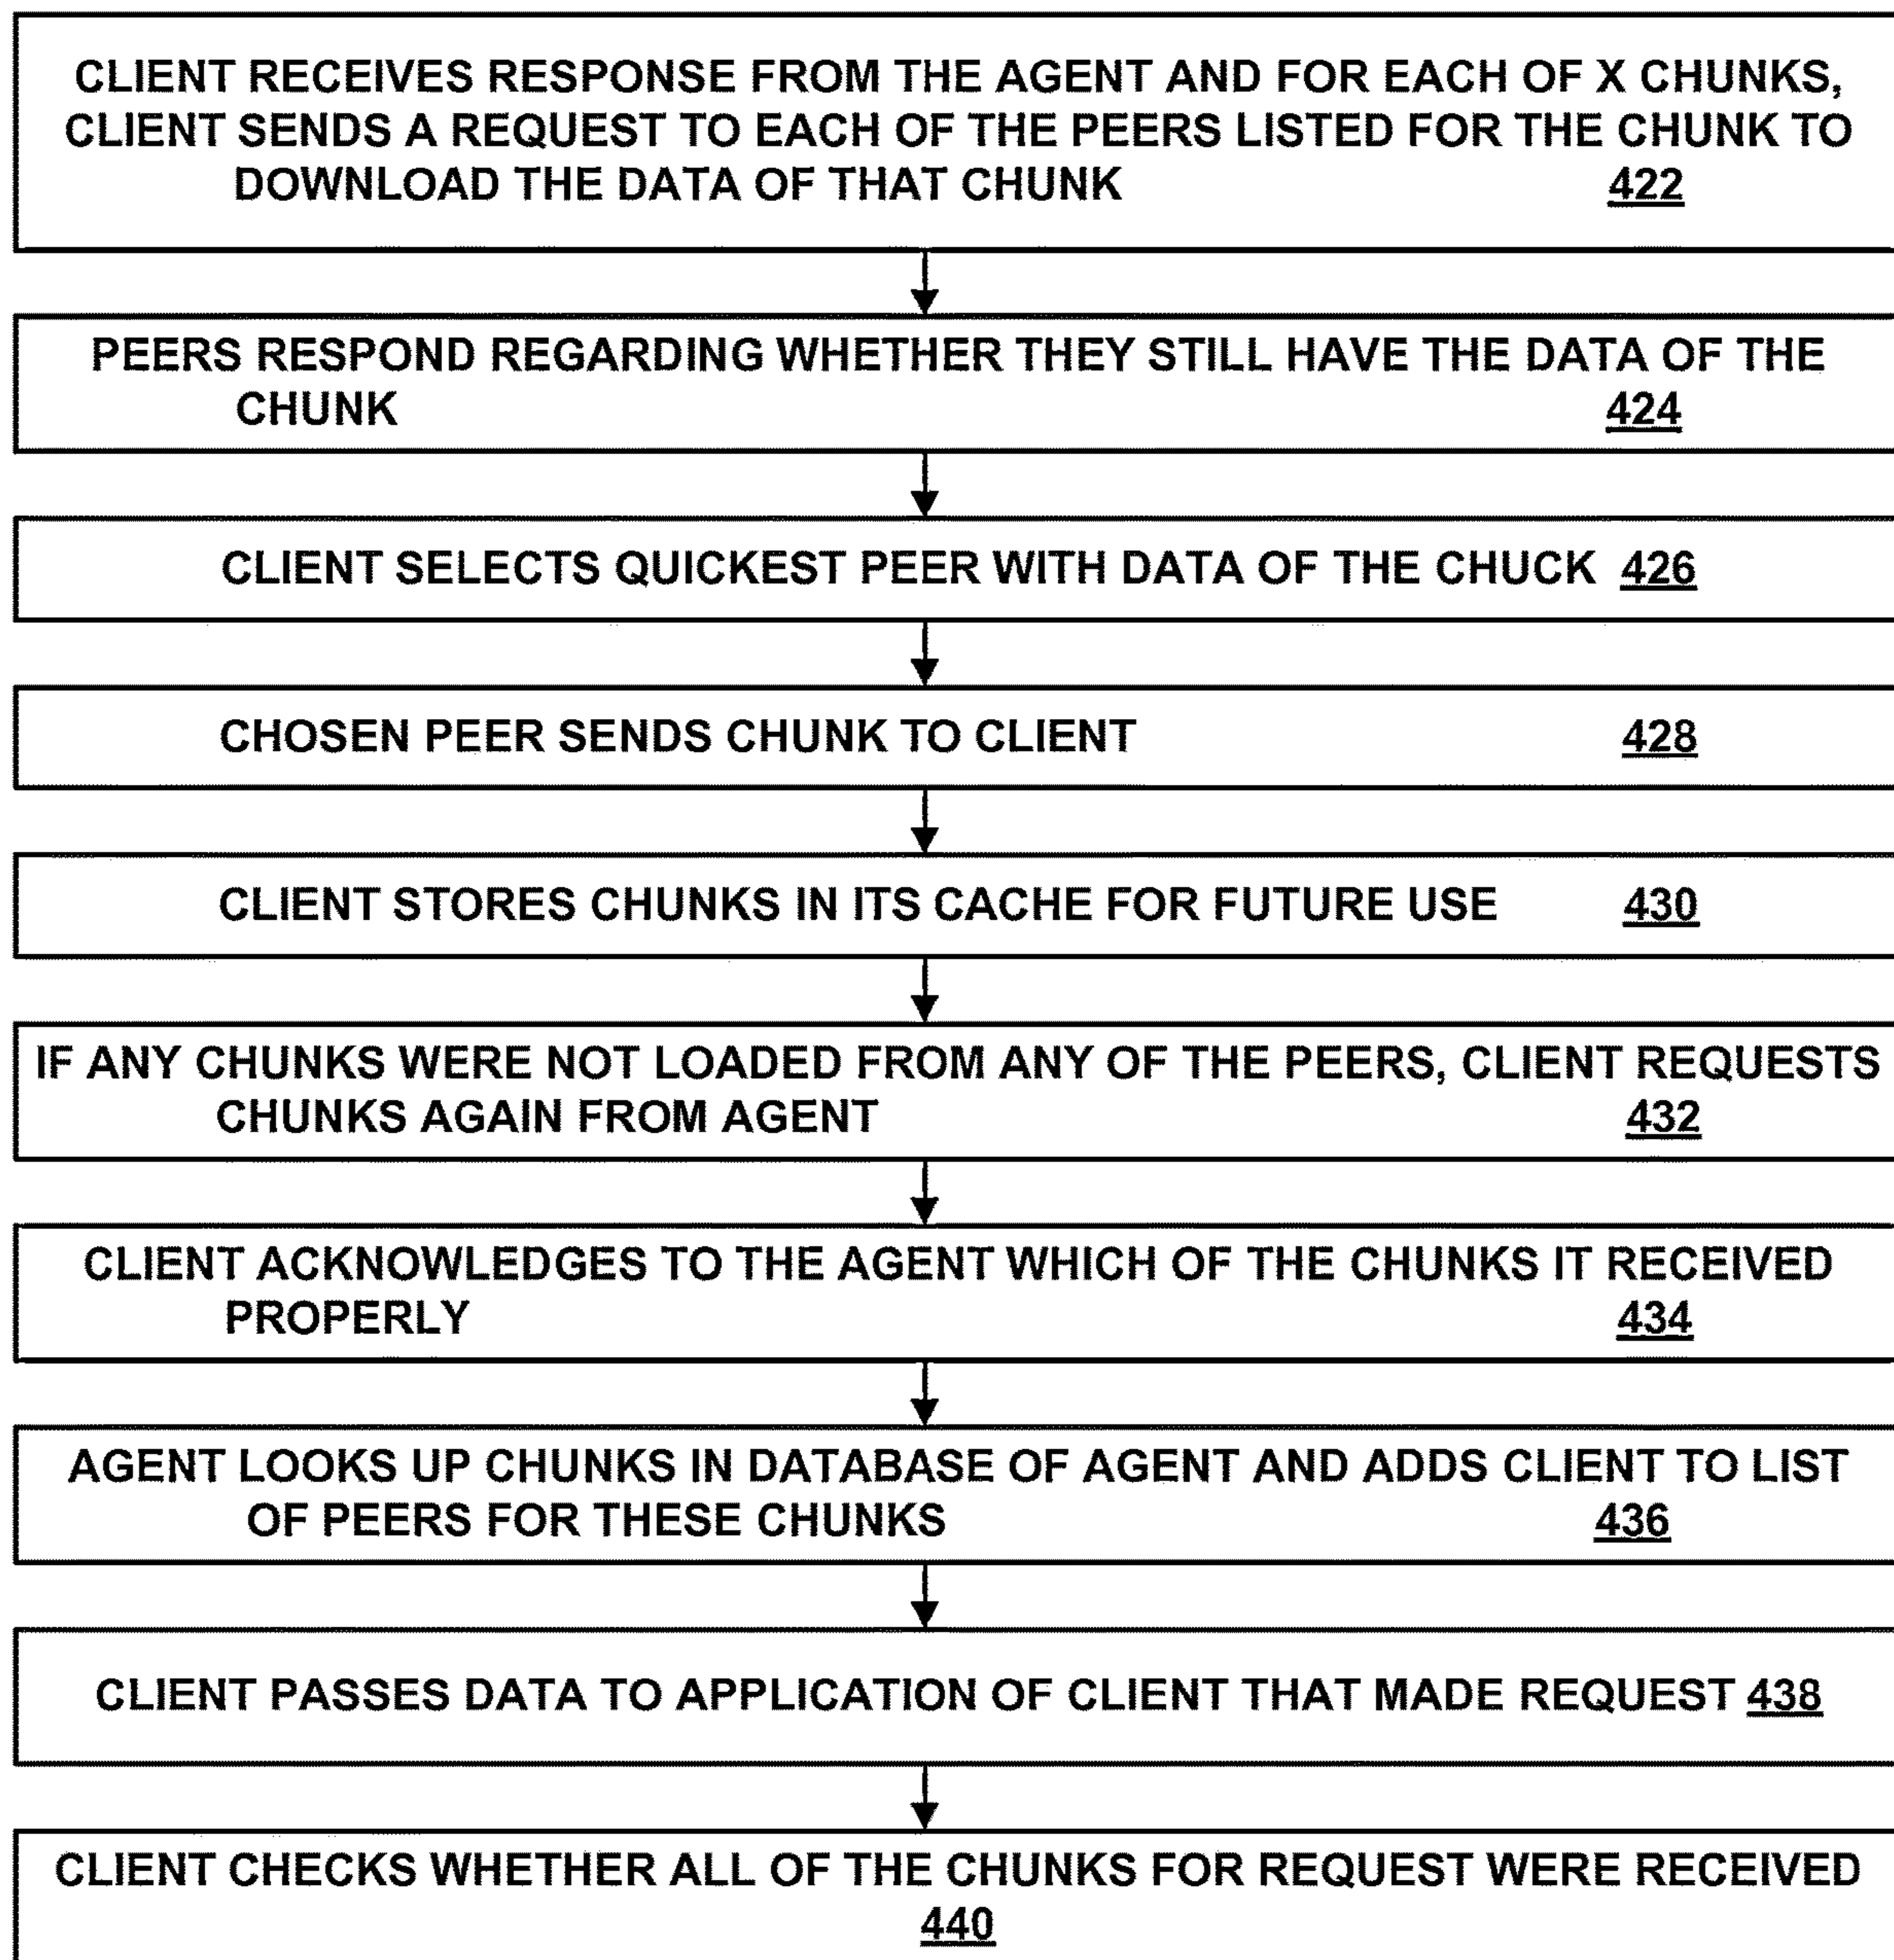 CLIENT RECEIVES RESPONSE FROM THE AGENT AND FOR EACH OF X CHUNKS,
CLIENT SENDS A REQUEST TO EACH OF THE PEERS LISTED FOR THE CHUNK TO
DOWNLOAD THE DATA OF THAT CHUNK 422
PEERS RESPOND REGARDING WHETHER THEY STILL HAVE THE DATA OF THE
CHUNK 424
CLIENT SELECTS QUICKEST PEER WITH DATA OF THE CHUCK 426
CHOSEN PEER SENDS CHUNK TO CLIENT 428
CLIENT STORES CHUNKS IN ITS CACHE FOR FUTURE USE 430
IF ANY CHUNKS WERE NOT LOADED FROM ANY OF THE PEERS, CLIENT REQUESTS
CHUNKS AGAIN FROM AGENT 432
CLIENT ACKNOWLEDGES TO THE AGENT WHICH OF THE CHUNKS IT RECEIVED
PROPERLY 434
AGENT LOOKS UP CHUNKS IN DATABASE OF AGENT AND ADDS CLIENT TO LIST
OF PEERS FOR THESE CHUNKS 436
CLIENT PASSES DATA TO APPLICATION OF CLIENT THAT MADE REQUEST 438
CLIENT CHECKS WHETHER ALL OF THE CHUNKS FOR REQUEST WERE RECEIVED
440